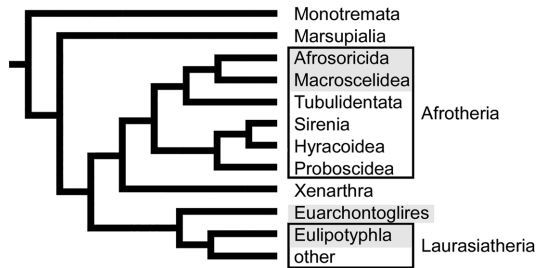 Monotremata
Marsupialia
Afrosoricida
Macroscelidea
Tubulidentata
Afrotheria
Sirenia
Hyracoidea
Proboscidea
Xenarthra
Euarchontoglires
Eulipotyphla
Laurasiatheria
other